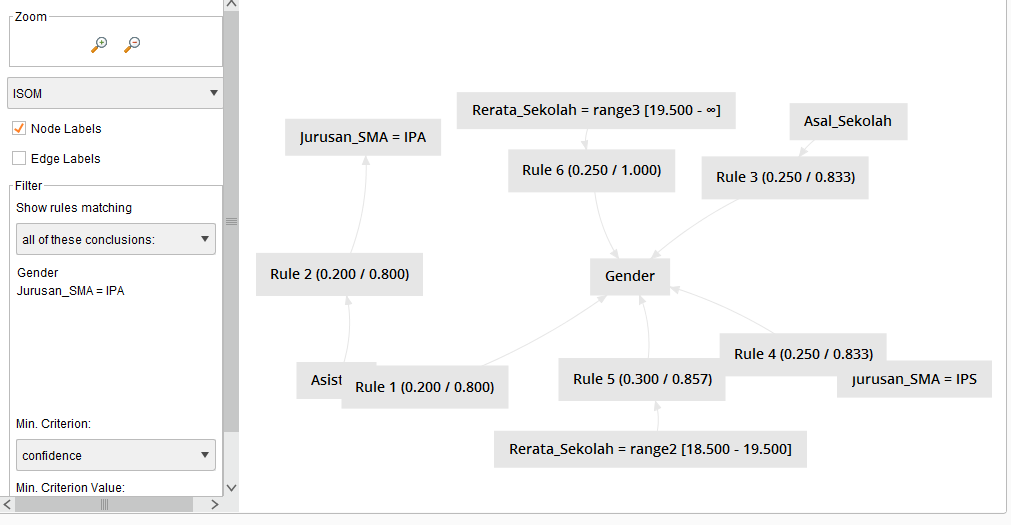 Zoom
ISOM
Node Labels
Edge Labels
Filter
Show rules matching
all of these conclusions:
Gender
Jurusan_SMA = IPA
Min. Criterion:
confidence
Min. Criterion Value:
Rerata_Sekolah = range3 [19.500 - ∞]
Asal_Sekolah
Jurusan_SMA = IPA
Rule 6 (0.250 / 1.000)
Rule 3 (0.250 / 0.833)
Rule 2 (0.200 / 0.800)
Gender
Rule 4 (0.250 / 0.833)
Rule 5 (0.300 / 0.857)
Jurusan_SMA = IPS
Rule 1 (0.200 / 0.800)
Rerata_Sekolah = range2 [18.500 - 19.500]